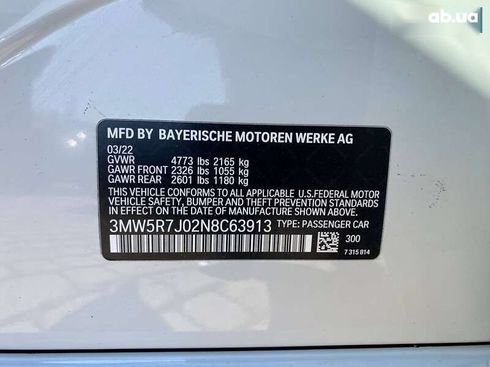 ab.ua
MFD BY BAYERISCHE MOTOREN WERKE AG
03/22
GVWR 4773 lbs 2165 kg
GAWR FRONT 2326 lbs 1055 kg
GAWR REAR 2601 lbs 1180 kg
THIS VEHICLE CONFORMS TO ALL APPLICABLE U.S.FEDERAL MOTOR
VEHICLE SAFETY, BUMPER AND THEFT PREVENTION STANDARDS IN
EFFECT ON THE DATE OF MANUFACTURE SHOWN ABOVE.
3MW5R7J02N8C63913 TYPE: PASSENGER CAR
300
7 315 814